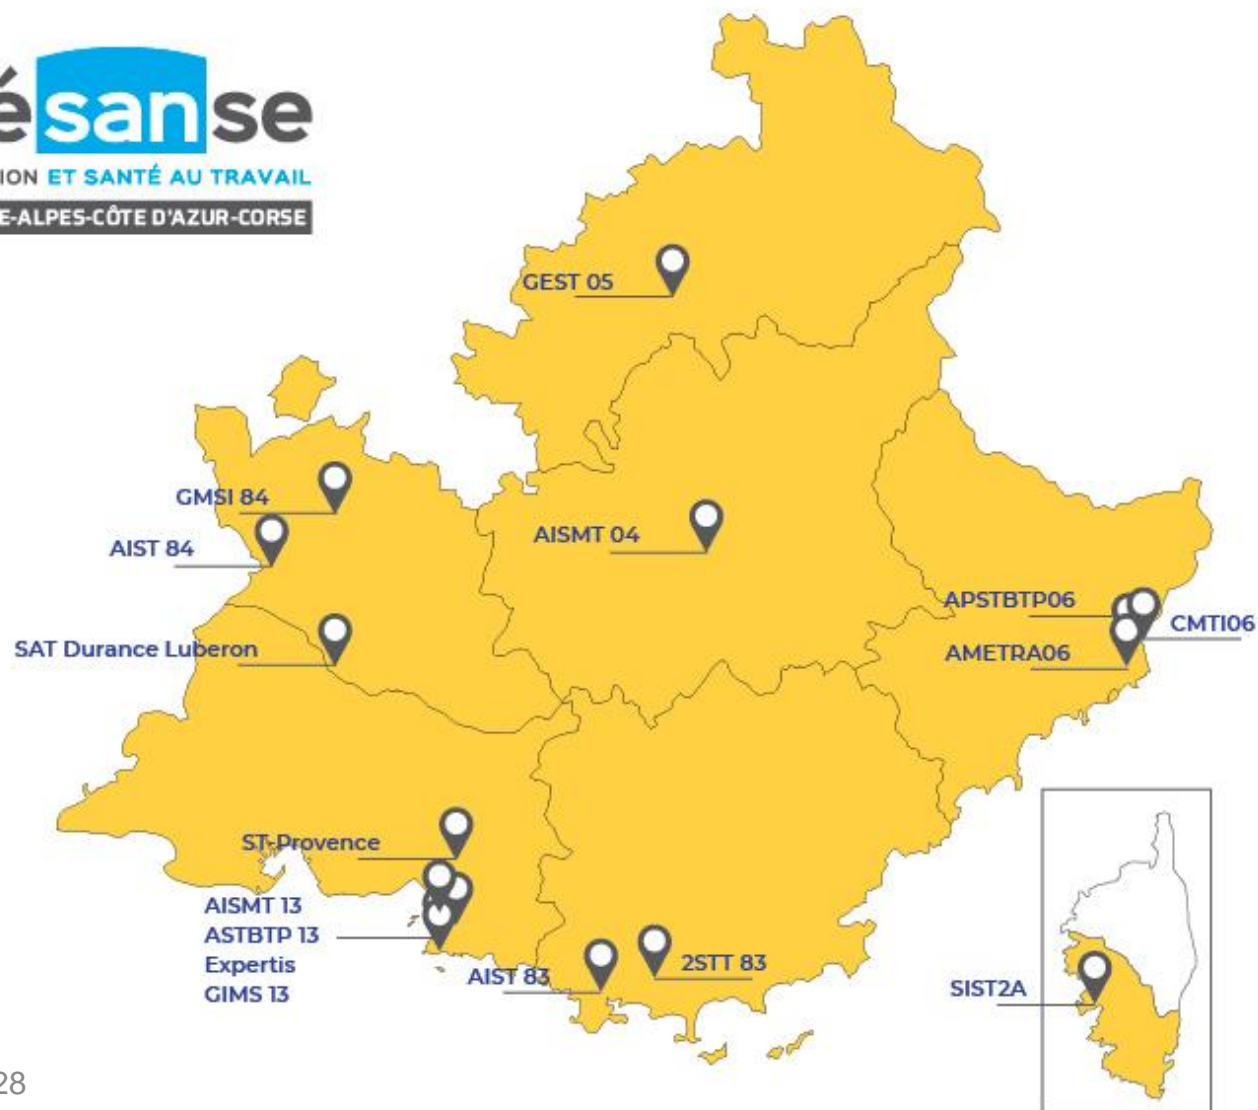 ésanse
ION ET SANTÉ AU TRAVAIL
E-ALPES-CÔTE D'AZUR-CORSE
GEST 05
GMSI 84
AIST 84
AISMT 04
SAT Durance Luberon
APSTBTP06
CMTI06
AMETRA06
ST-Provence
AISMT 13
ASTBTP 13
Expertis
GIMS 13
AIST 83
2STT 83
SIST2A
28